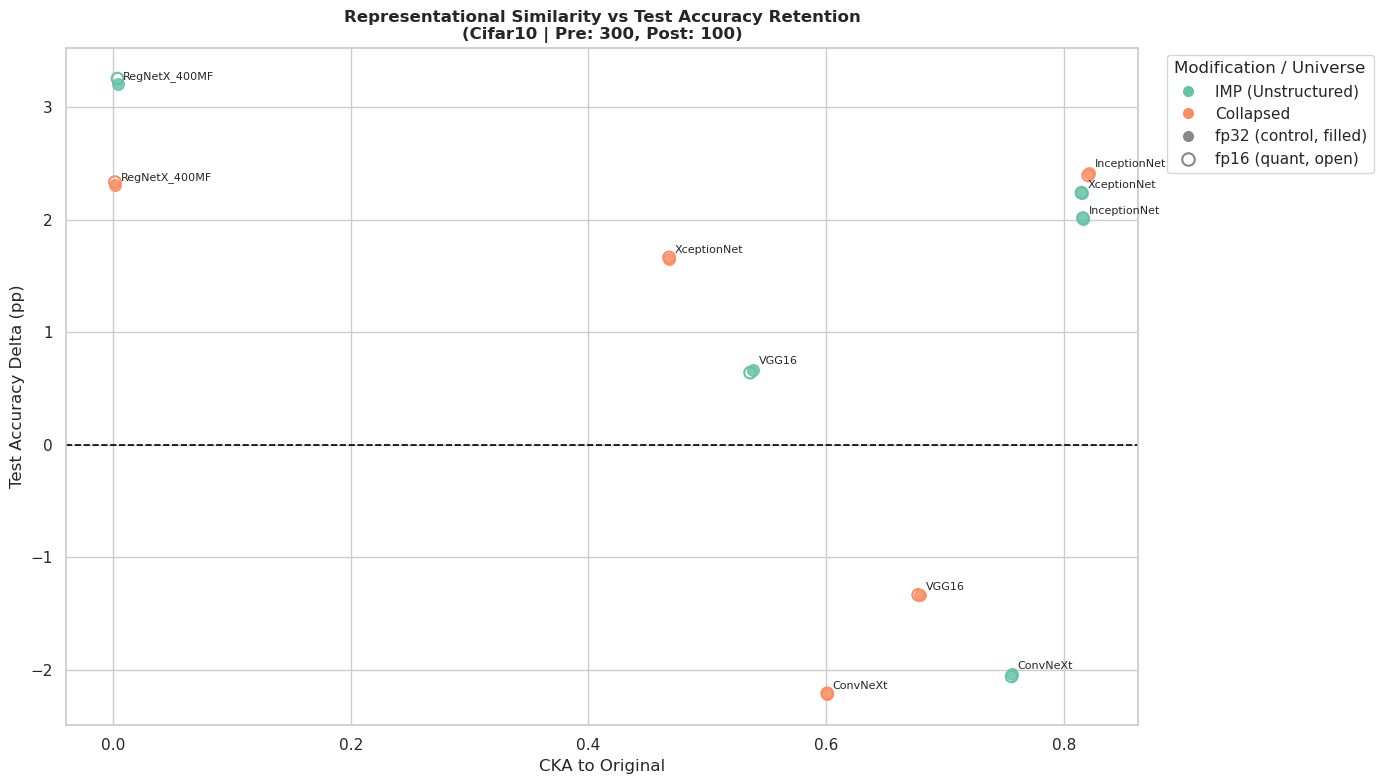 Representational Similarity vs Test Accuracy Retention
(Cifar10 | Pre: 300, Post: 100)
Modification / Universe
IMP (Unstructured)
Collapsed
fp32 (control, filled)
fp16 (quant, open)
RegNetX_400MF
RegNetX_400MF
InceptionNet
XceptionNet
InceptionNet
XceptionNet
VGG16
VGG16
ConvNeXt
ConvNeXt
Test Accuracy Delta (pp)
3
2
1
0
−1
−2
0.0
0.2
0.4
0.6
0.8
CKA to Original